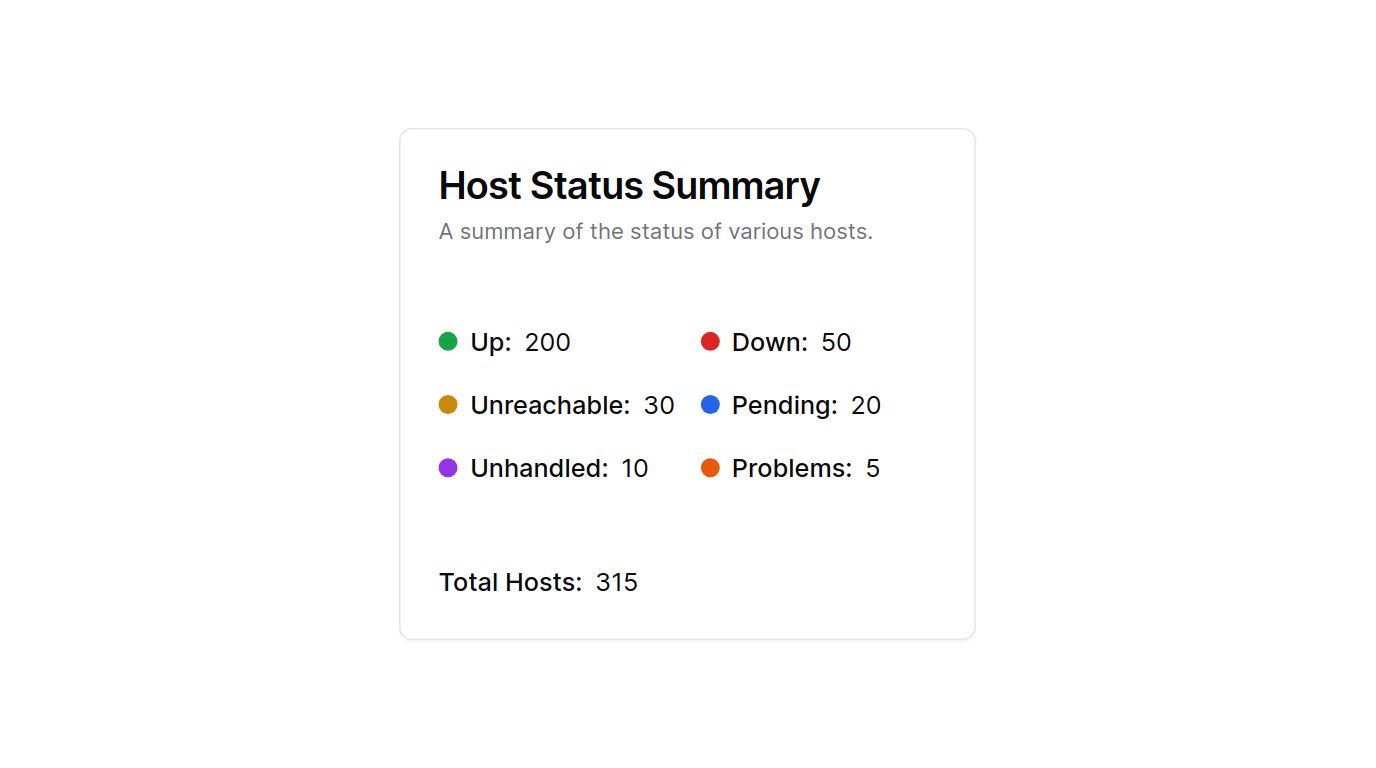 Host Status Summary
A summary of the status of various hosts.
Up: 200 Down: 50
Unreachable: 30 Pending: 20
Unhandled: 10 Problems: 5
Total Hosts: 315